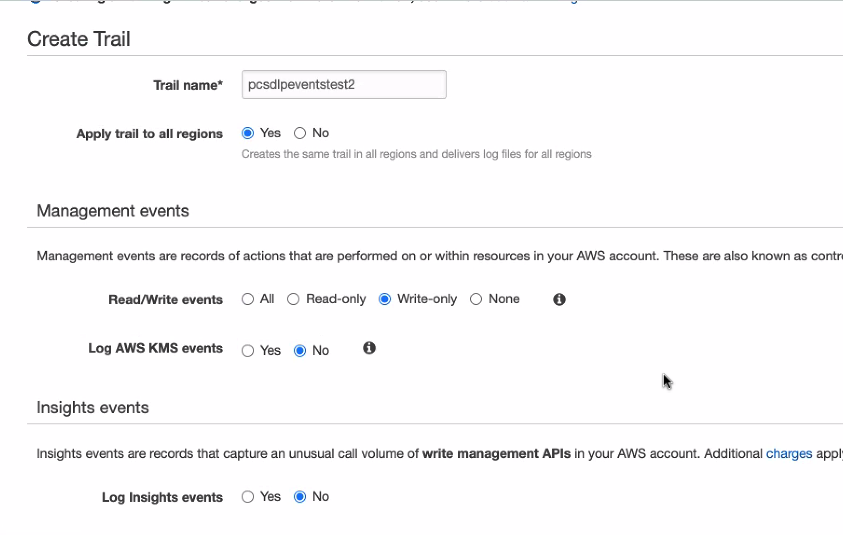 Create Trail
Trail name* pcsdlpeventstest2
Apply trail to all regions Yes No
Creates the same trail in all regions and delivers log files for all regions
Management events
Management events are records of actions that are performed on or within resources in your AWS account. These are also known as contr
Read/Write events All Read-only Write-only None
Log AWS KMS events Yes No
Insights events
Insights events are records that capture an unusual call volume of write management APIs in your AWS account. Additional charges apply
Log Insights events Yes No